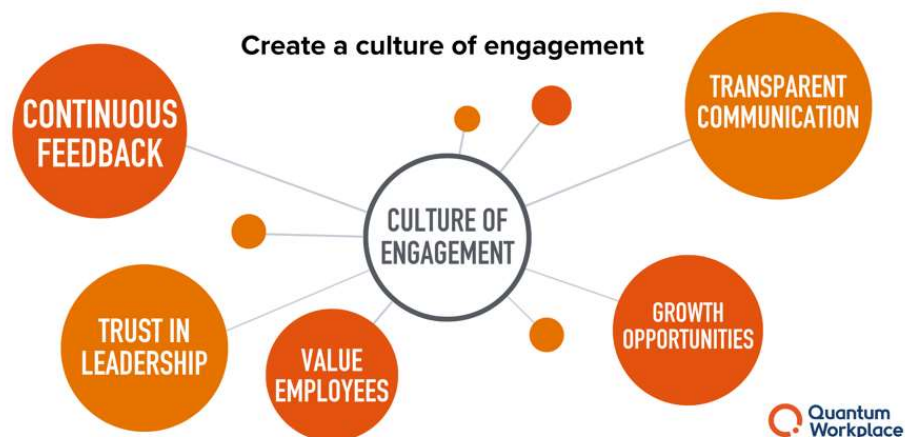 Create a culture of engagement
CONTINUOUS
FEEDBACK
TRANSPARENT
COMMUNICATION
CULTURE OF
ENGAGEMENT
TRUST IN
LEADERSHIP
VALUE
EMPLOYEES
GROWTH
OPPORTUNITIES
Quantum
Workplace